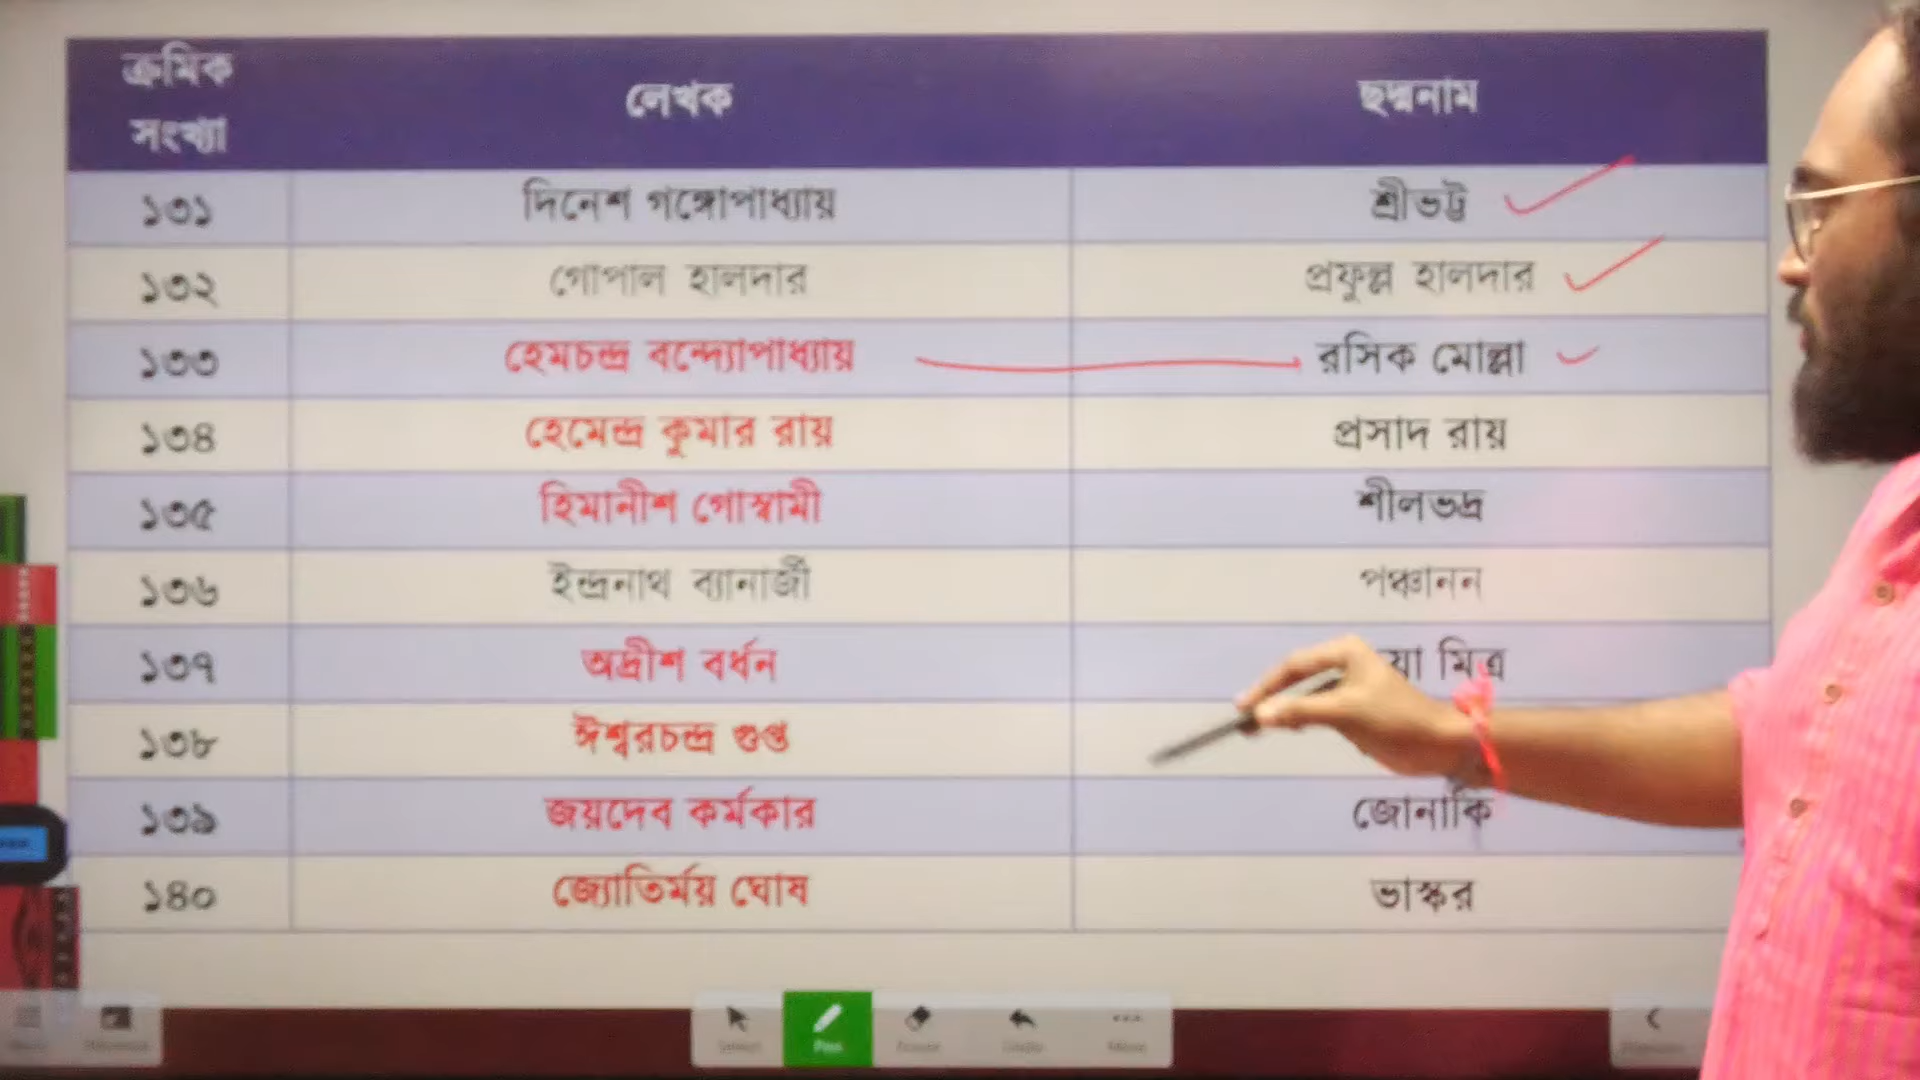 ক্রমিক সংখ্যা লেখক ছদ্মনাম
১৩১ দিনেশ গঙ্গোপাধ্যায় শ্রীভট্ট
১৩২ গোপাল হালদার প্রফুল্ল হালদার
১৩৩ হেমচন্দ্র বন্দ্যোপাধ্যায় রসিক মোল্লা
১৩৪ হেমেন্দ্র কুমার রায় প্রসাদ রায়
১৩৫ হিমানীশ গোস্বামী শীলভদ্র
১৩৬ ইন্দ্রনাথ ব্যানার্জী পঞ্চানন
১৩৭ অদ্রীশ বর্ধন মিত্র
১৩৮ ঈশ্বরচন্দ্র গুপ্ত
১৩৯ জয়দেব কর্মকার জোনাকি
১৪০ জ্যোতির্ময় ঘোষ ভাস্কর
Select Pen